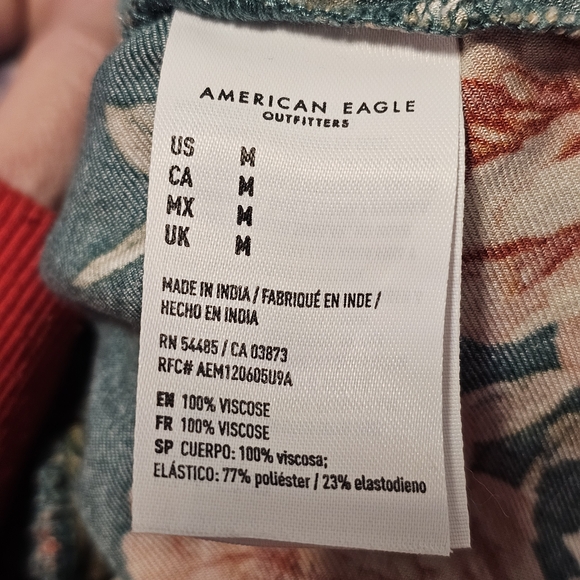 AMERICAN EAGLE
OUTFITTERS
US M
CA M
MX M
UK M
MADE IN INDIA / FABRIQUÉ EN INDE /
HECHO EN INDIA
RN 54485 / CA 03873
RFC# AEM120605U9A
EN 100% VISCOSE
FR 100% VISCOSE
SP CUERPO: 100% viscosa;
ELÁSTICO: 77% poliéster / 23% elastodieno